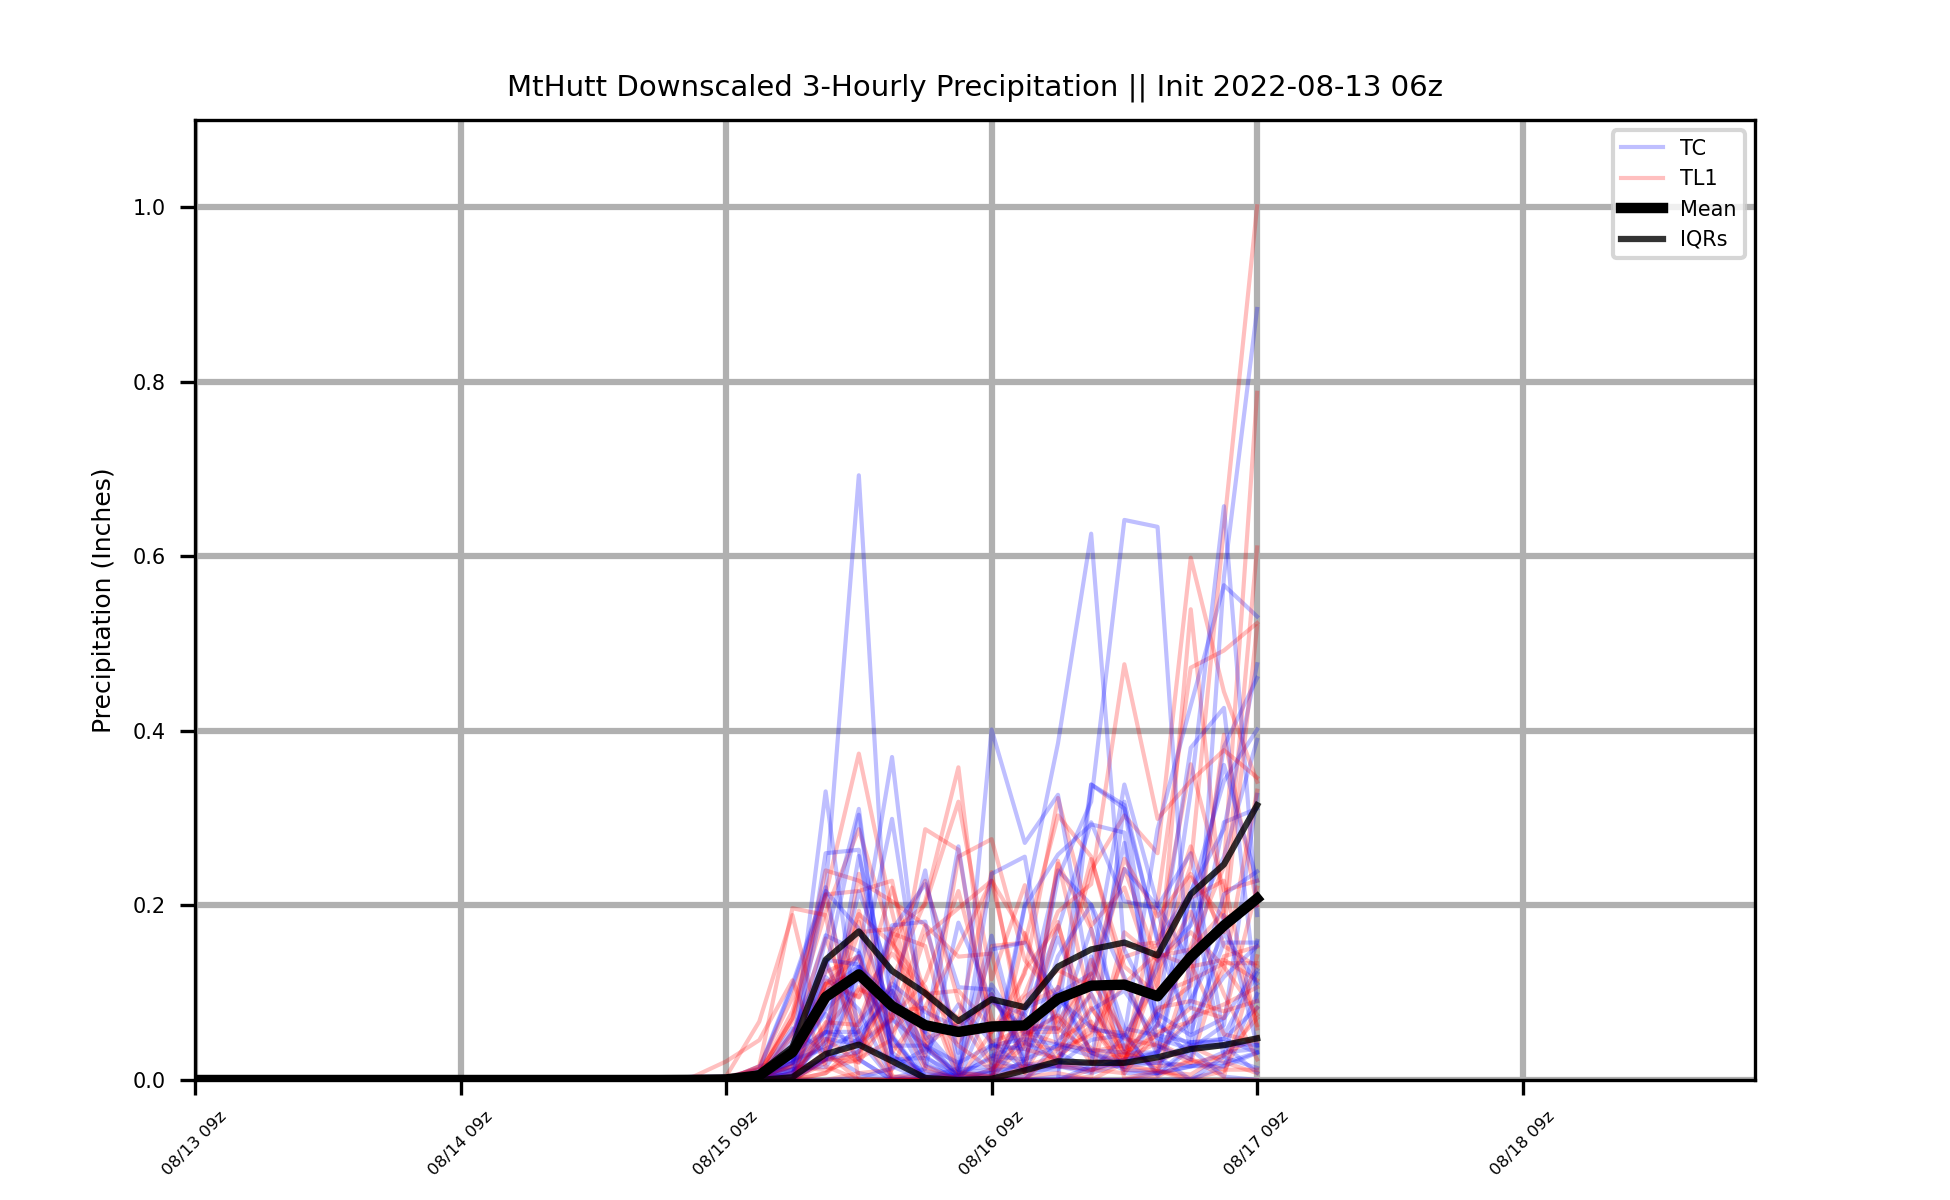 MtHutt Downscaled 3-Hourly Precipitation || Init 2022-08-13 06z
TC
TL1
Mean
IQRs
Precipitation (Inches)
1.0
0.8
0.6
0.4
0.2
0.0
08/13 09z
08/14 09z
08/15 09z
08/16 09z
08/17 09z
08/18 09z